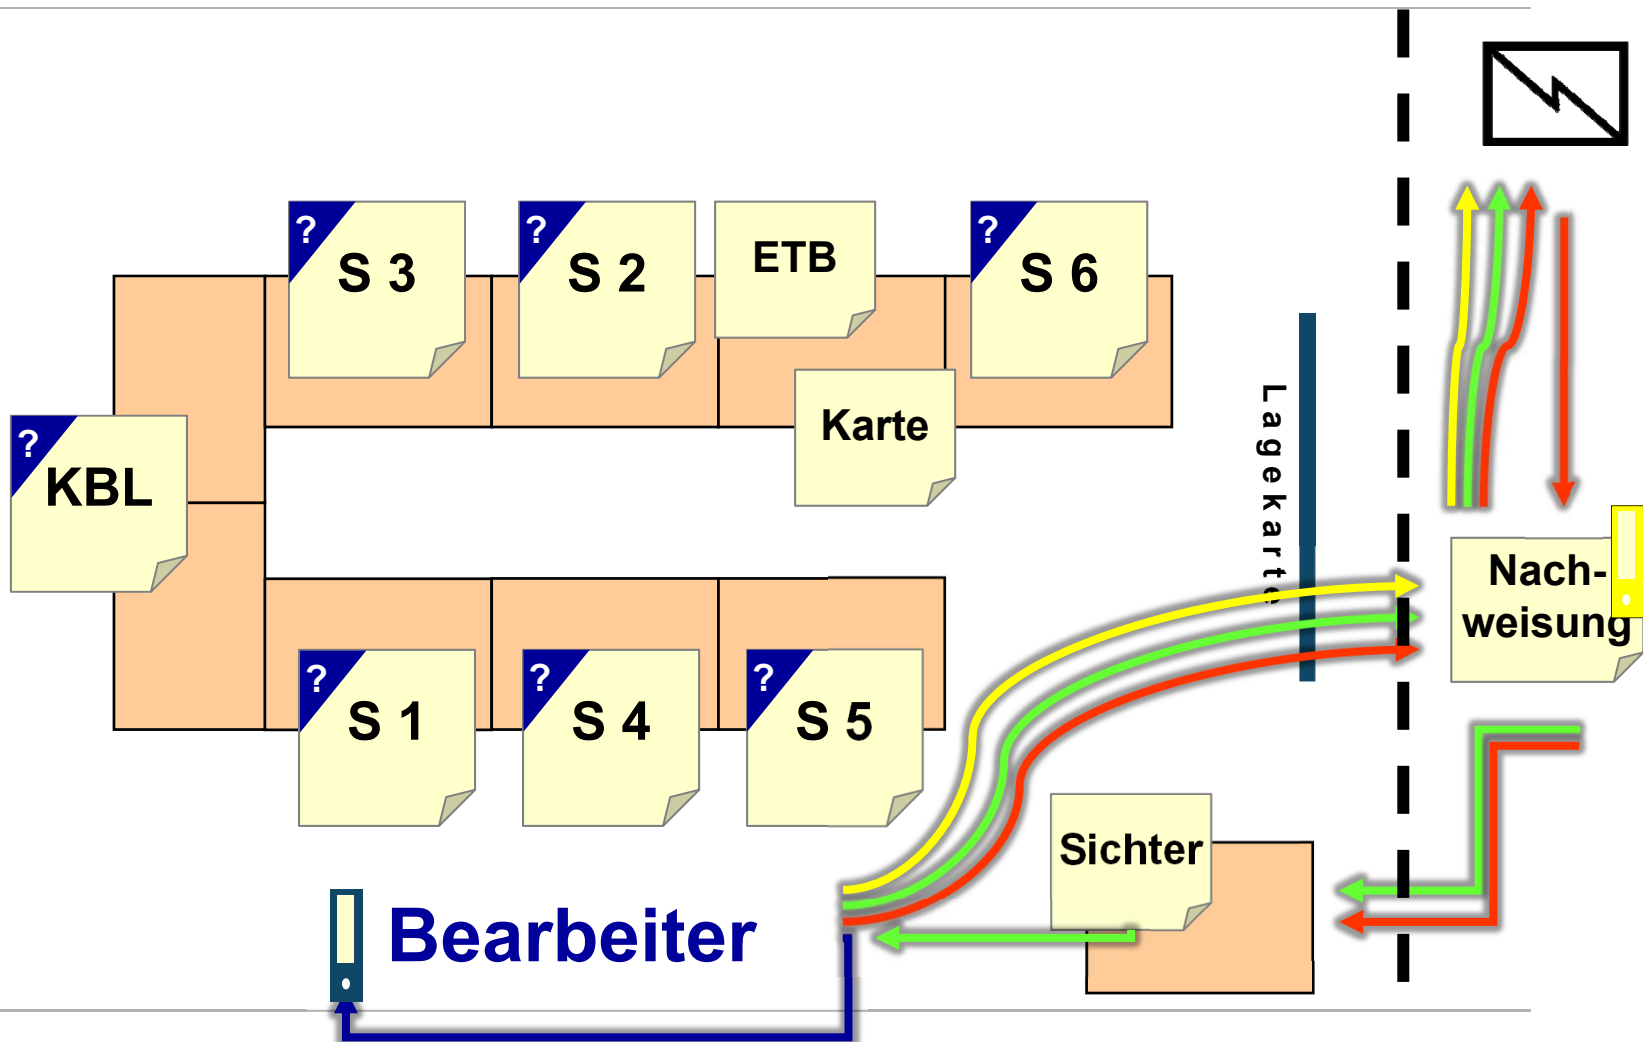 ?
S 3
?
S 2
ETB
?
S 6
Karte
?
KBL
Lagekarte
Nach-
weisung
?
S 1
?
S 4
?
S 5
Sichter
Bearbeiter